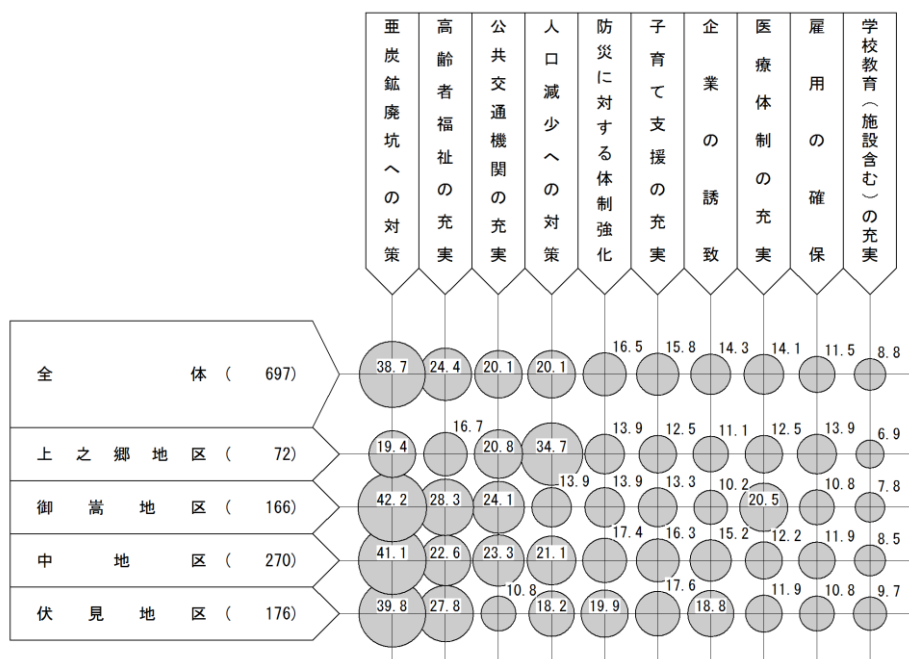 亜炭鉱廃坑への対策
高齢者福祉の充実
公共交通機関の充実
人口減少への対策
防災に対する体制強化
子育て支援の充実
企業の誘致
医療体制の充実
雇用の確保
学校教育(施設含む)の充実
全体( 697) 38.7 24.4 20.1 20.1 16.5 15.8 14.3 14.1 11.5 8.8
上之郷地区( 72) 19.4 16.7 20.8 34.7 13.9 12.5 11.1 12.5 13.9 6.9
御嵩地区( 166) 42.2 28.3 24.1 13.9 13.9 13.3 10.2 20.5 10.8 7.8
中地区( 270) 41.1 22.6 23.3 21.1 17.4 16.3 15.2 12.2 11.9 8.5
伏見地区( 176) 39.8 27.8 10.8 18.2 19.9 17.6 18.8 11.9 10.8 9.7